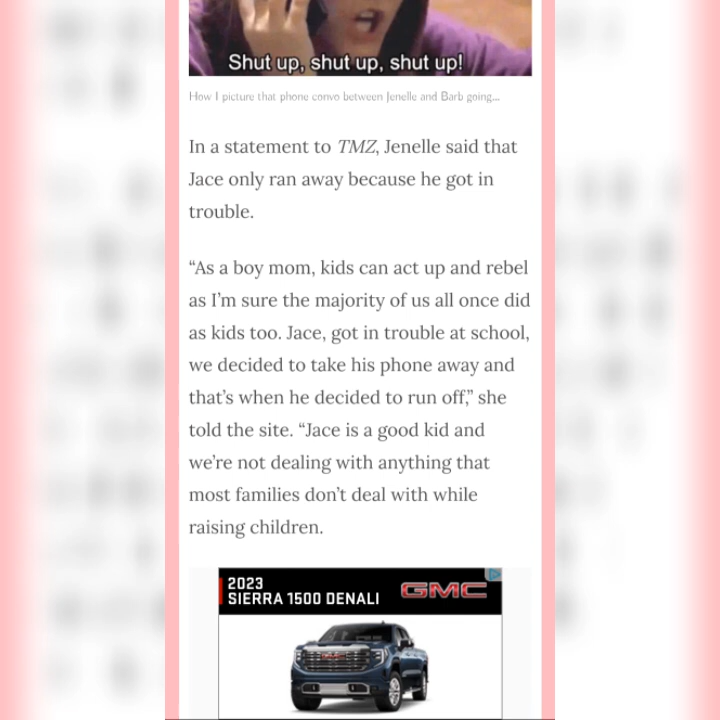 Shut up, shut up, shut up!
How I picture that phone convo between Jenelle and Barb going...
In a statement to TMZ, Jenelle said that
Jace only ran away because he got in
trouble.
“As a boy mom, kids can act up and rebel
as I’m sure the majority of us all once did
as kids too. Jace, got in trouble at school,
we decided to take his phone away and
that’s when he decided to run off,” she
told the site. “Jace is a good kid and
we’re not dealing with anything that
most families don’t deal with while
raising children.
2023
SIERRA 1500 DENALI
GMC